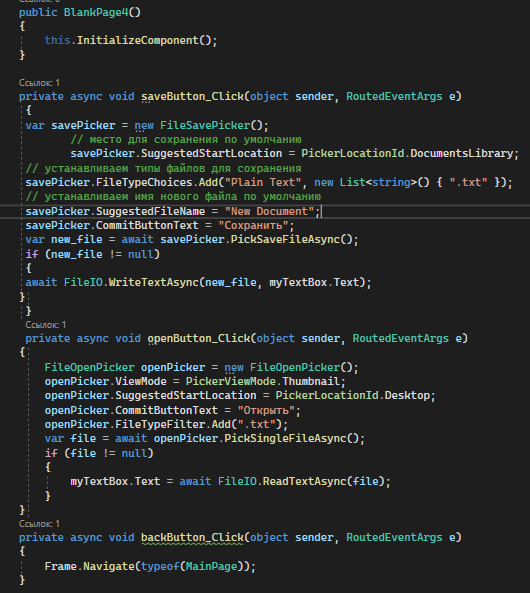 public BlankPage4()
{
this.InitializeComponent();
}
Ссылок: 1
private async void saveButton_Click(object sender, RoutedEventArgs e)
{
var savePicker = new FileSavePicker();
// место для сохранения по умолчанию
savePicker.SuggestedStartLocation = PickerLocationId.DocumentsLibrary;
// устанавливаем типы файлов для сохранения
savePicker.FileTypeChoices.Add("Plain Text", new List<string>() { ".txt" });
// устанавливаем имя нового файла по умолчанию
savePicker.SuggestedFileName = "New Document";
savePicker.CommitButtonText = "Сохранить";
var new_file = await savePicker.PickSaveFileAsync();
if (new_file != null)
{
await FileIO.WriteTextAsync(new_file, myTextBox.Text);
}
}
Ссылок: 1
private async void openButton_Click(object sender, RoutedEventArgs e)
{
FileOpenPicker openPicker = new FileOpenPicker();
openPicker.ViewMode = PickerViewMode.Thumbnail;
openPicker.SuggestedStartLocation = PickerLocationId.Desktop;
openPicker.CommitButtonText = "Открыть";
openPicker.FileTypeFilter.Add(".txt");
var file = await openPicker.PickSingleFileAsync();
if (file != null)
{
myTextBox.Text = await FileIO.ReadTextAsync(file);
}
}
Ссылок: 1
private async void backButton_Click(object sender, RoutedEventArgs e)
{
Frame.Navigate(typeof(MainPage));
}